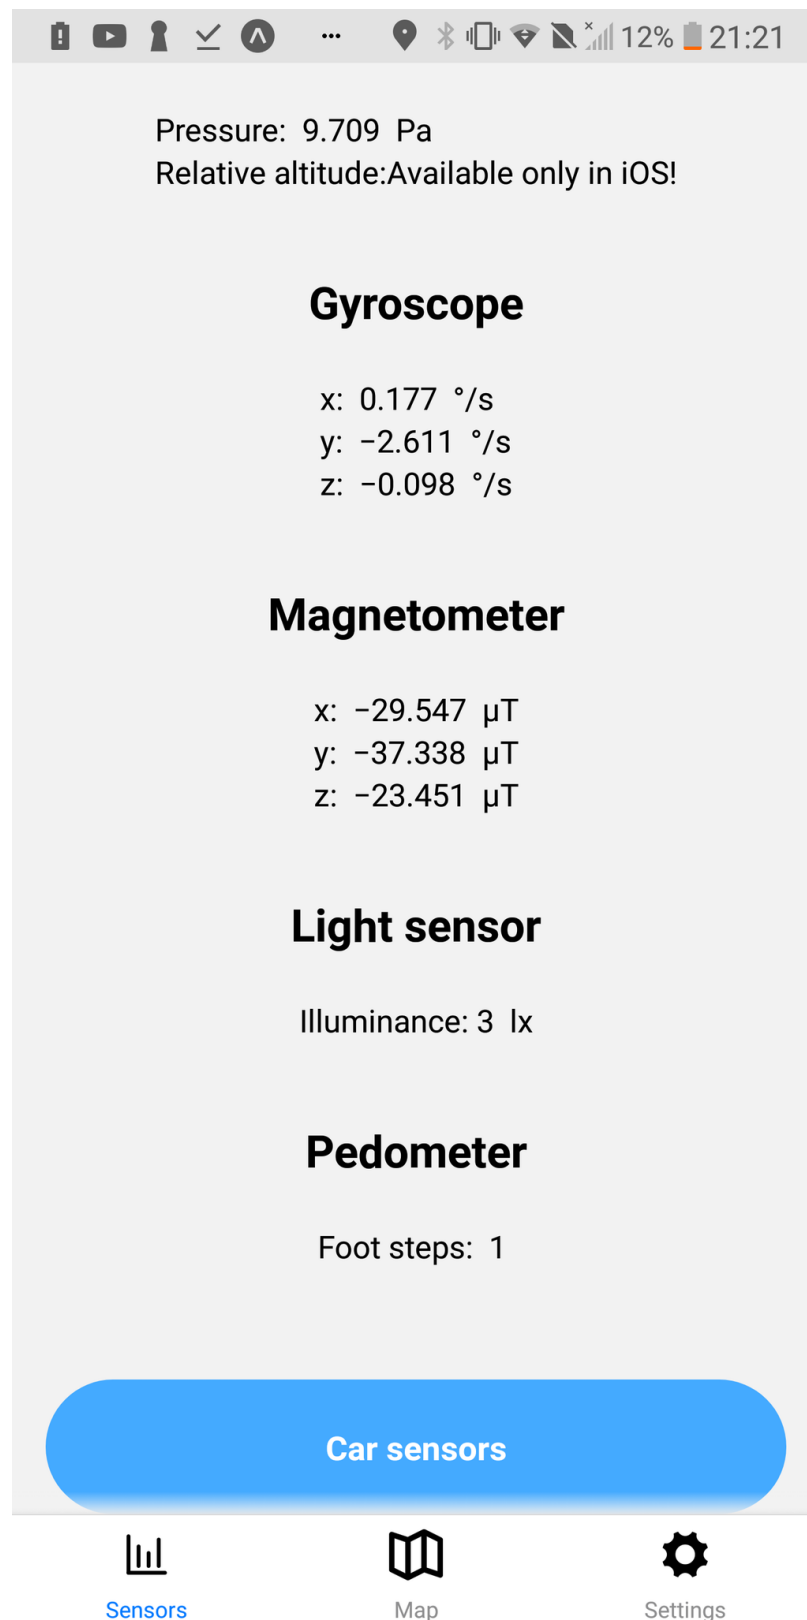 12% 21:21
Pressure: 9.709 Pa
Relative altitude:Available only in iOS!
Gyroscope
x: 0.177 °/s
y: −2.611 °/s
z: −0.098 °/s
Magnetometer
x: −29.547 μT
y: −37.338 μT
z: −23.451 μT
Light sensor
Illuminance: 3 lx
Pedometer
Foot steps: 1
Car sensors
Sensors Map Settings